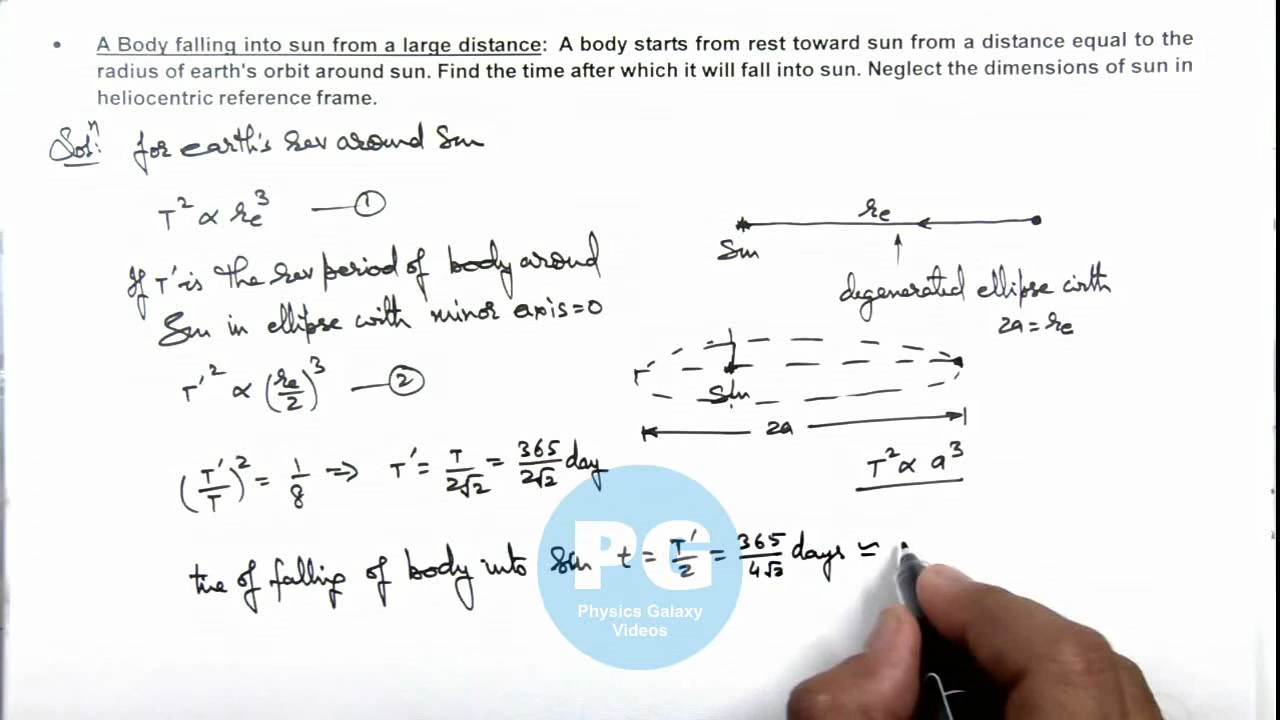 • A Body falling into sun from a large distance: A body starts from rest toward sun from a distance equal to the
radius of earth's orbit around sun. Find the time after which it will fall into sun. Neglect the dimensions of sun in
heliocentric reference frame.
Solⁿ: for earth's rev around Sun
T² ∝ re³ — ①
If T' is the rev period of body around
Sun in ellipse with minor axis = 0
T'² ∝ (re/2)³ — ②
(T'/T)² = 1/8 ⇒ T' = T/2√2 = 365/2√2 day
time of falling of body into Sun t = T'/2 = 365/4√2 days ≃
re
Sun
degenerated ellipse with
2a = re
Sun
2a
T² ∝ a³
PG
Physics Galaxy
Videos